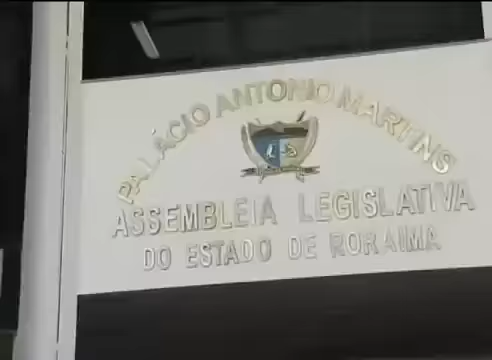 PALÁCIO ANTONIO MARTINS
ASSEMBLEIA LEGISLATIVA
DO ESTADO DE RORAIMA